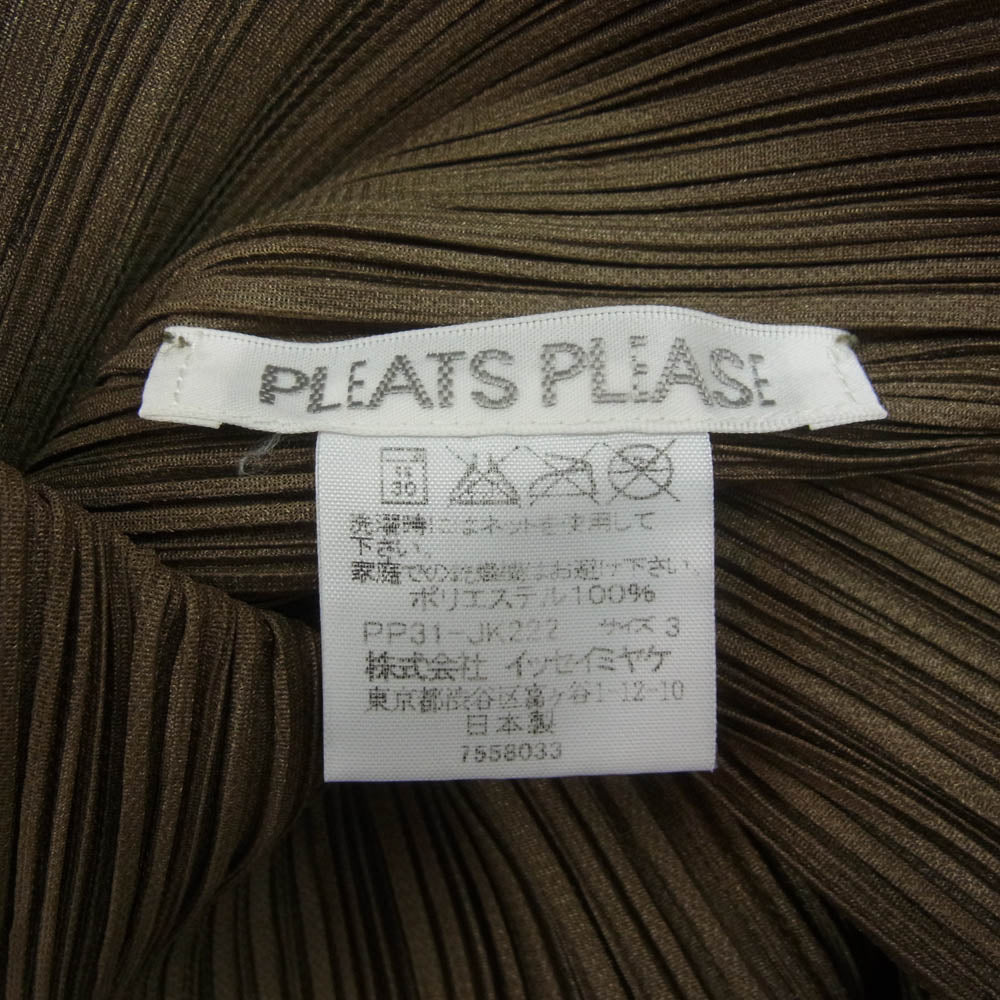 PLEATS PLEASE
30
洗濯時にはネットを使用して
下さい。
家庭での乾燥機はお避け下さい。
ポリエステル100%
PP31-JK222 サイズ 3
株式会社 イッセイミヤケ
東京都渋谷区富ヶ谷1-12-10
日本製
7558033